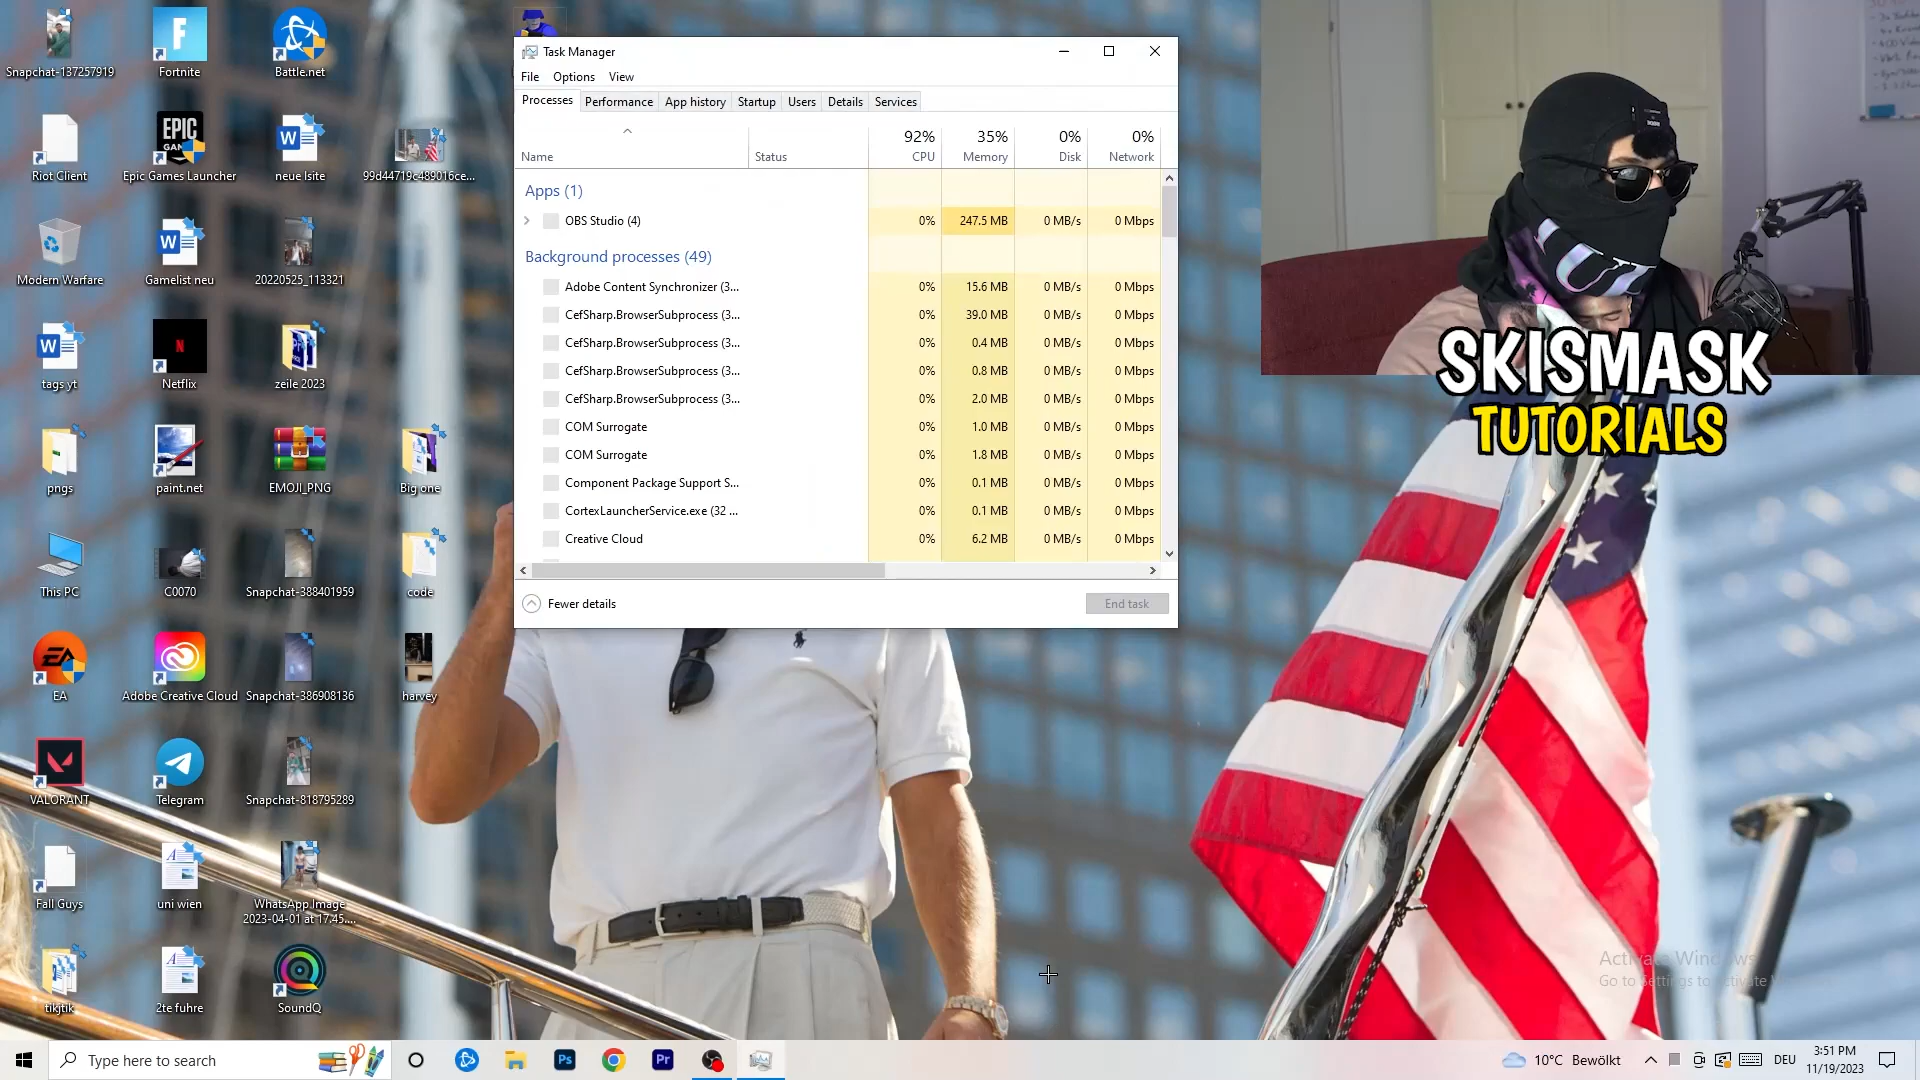 Snapchat-137257919
Fortnite
Battle.net
Riot Client
EPIC
GAMES
Epic Games Launcher
neue lsite
99d44719c489016ce...
Modern Warfare
Gamelist neu
20220525_113321
tags yt
N
Netflix
zeile 2023
pngs
paint.net
EMOJI_PNG
Big one
This PC
C0070
Snapchat-388401959
code
EA
EA
Adobe Creative Cloud
Snapchat-386908136
harvey
VALORANT
Telegram
Snapchat-818795289
Fall Guys
uni wien
WhatsApp Image
2023-04-01 at 17.45....
tikjtik
2te fuhre
SoundQ
Task Manager
File Options View
Processes Performance App history Startup Users Details Services
92% 35% 0% 0%
Name Status CPU Memory Disk Network
Apps (1)
OBS Studio (4) 0% 247.5 MB 0 MB/s 0 Mbps
Background processes (49)
Adobe Content Synchronizer (3... 0% 15.6 MB 0 MB/s 0 Mbps
CefSharp.BrowserSubprocess (3... 0% 39.0 MB 0 MB/s 0 Mbps
CefSharp.BrowserSubprocess (3... 0% 0.4 MB 0 MB/s 0 Mbps
CefSharp.BrowserSubprocess (3... 0% 0.8 MB 0 MB/s 0 Mbps
CefSharp.BrowserSubprocess (3... 0% 2.0 MB 0 MB/s 0 Mbps
COM Surrogate 0% 1.0 MB 0 MB/s 0 Mbps
COM Surrogate 0% 1.8 MB 0 MB/s 0 Mbps
Component Package Support S... 0% 0.1 MB 0 MB/s 0 Mbps
CortexLauncherService.exe (32 ... 0% 0.1 MB 0 MB/s 0 Mbps
Creative Cloud 0% 6.2 MB 0 MB/s 0 Mbps
Fewer details End task
SKISMASK
TUTORIALS
Activate Windows
Go to Settings to activate
Type here to search
Ps
Pr
10°C Bewölkt
DEU
3:51 PM
11/19/2023